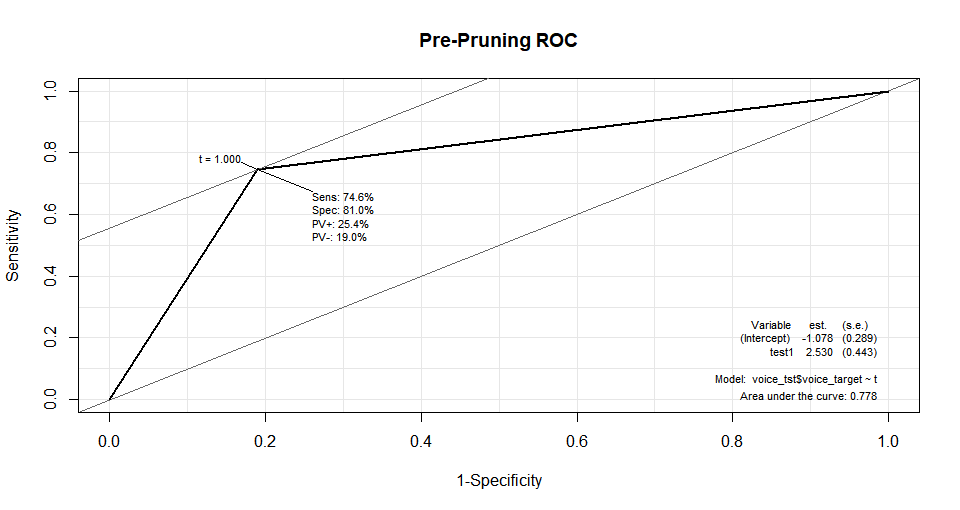 Pre-Pruning ROC
Sensitivity
1.0
0.8
0.6
0.4
0.2
0.0
t = 1.000
Sens: 74.6%
Spec: 81.0%
PV+: 25.4%
PV-: 19.0%
Variable est. (s.e.)
(Intercept) -1.078 (0.289)
test1 2.530 (0.443)
Model: voice_tst$voice_target ~ t
Area under the curve: 0.778
0.0 0.2 0.4 0.6 0.8 1.0
1-Specificity